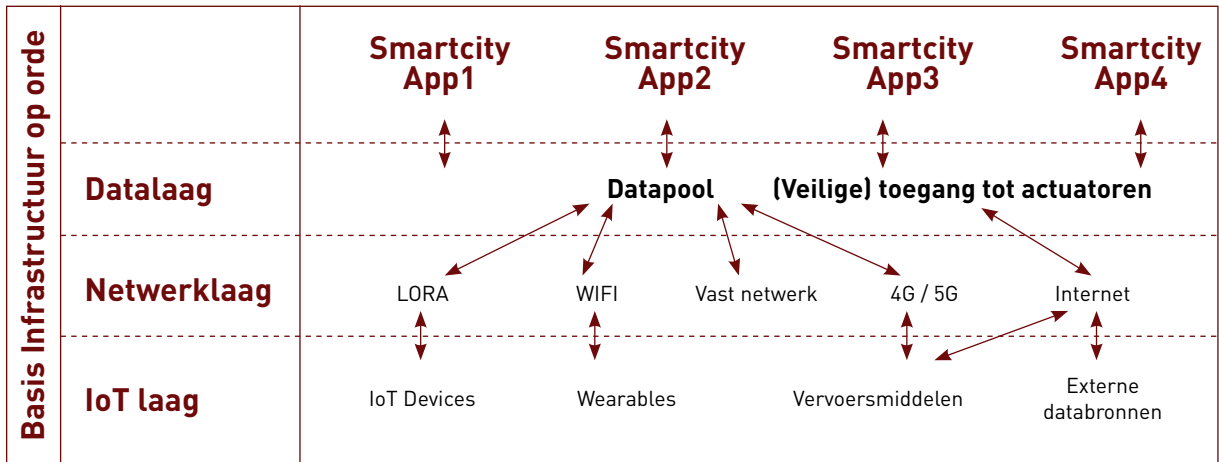 Basis Infrastructuur op orde
Smartcity App1
Smartcity App2
Smartcity App3
Smartcity App4
Datalaag
Datapool
(Veilige) toegang tot actuatoren
Netwerklaag
LORA
WIFI
Vast netwerk
4G / 5G
Internet
IoT laag
IoT Devices
Wearables
Vervoersmiddelen
Externe
databronnen